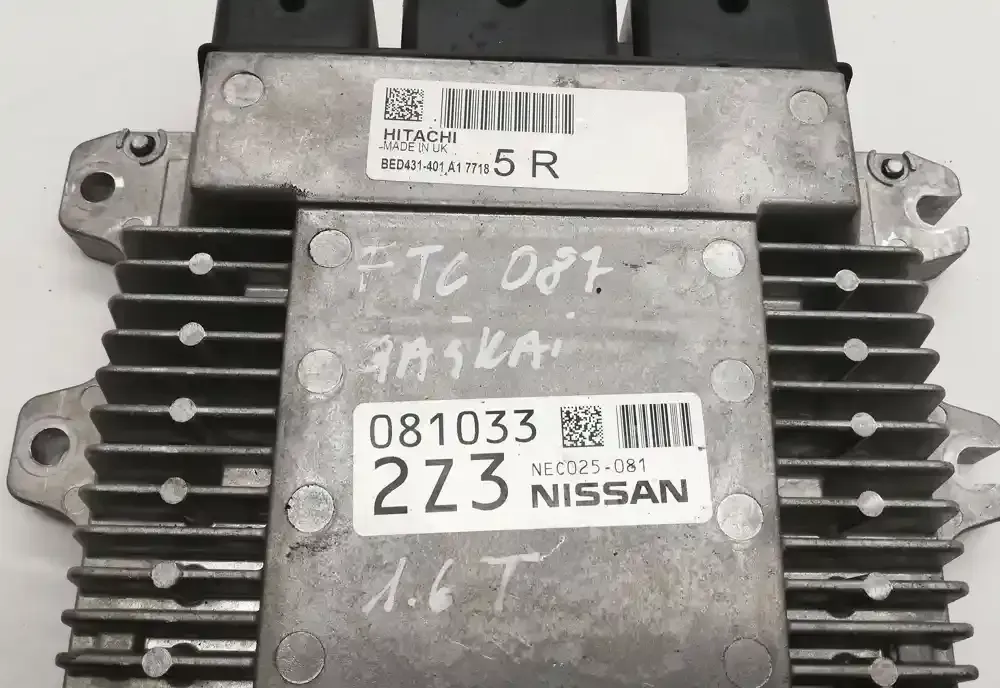 HITACHI
MADE IN UK
BED431-401 A1 7718 5 R
FTC 087
qAsKAi
081033
2Z3 NEC025-081
NISSAN
1.6 T